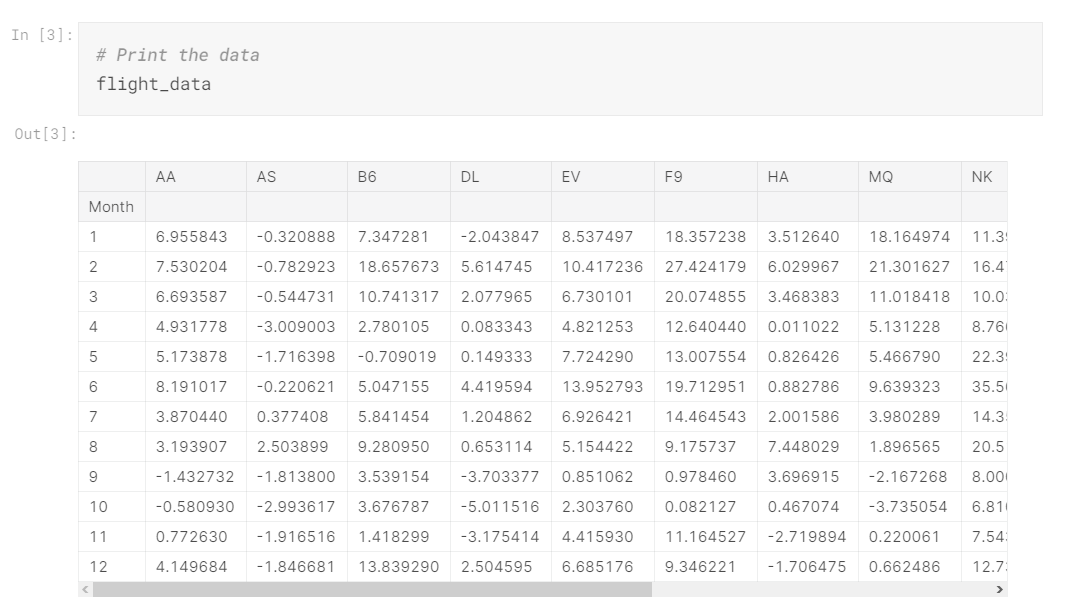 In [3]:
# Print the data
flight_data
Out[3]:
AA AS B6 DL EV F9 HA MQ NK
Month
1 6.955843 -0.320888 7.347281 -2.043847 8.537497 18.357238 3.512640 18.164974
2 7.530204 -0.782923 18.657673 5.614745 10.417236 27.424179 6.029967 21.301627
3 6.693587 -0.544731 10.741317 2.077965 6.730101 20.074855 3.468383 11.018418
4 4.931778 -3.009003 2.780105 0.083343 4.821253 12.640440 0.011022 5.131228
5 5.173878 -1.716398 -0.709019 0.149333 7.724290 13.007554 0.826426 5.466790
6 8.191017 -0.220621 5.047155 4.419594 13.952793 19.712951 0.882786 9.639323
7 3.870440 0.377408 5.841454 1.204862 6.926421 14.464543 2.001586 3.980289
8 3.193907 2.503899 9.280950 0.653114 5.154422 9.175737 7.448029 1.896565
9 -1.432732 -1.813800 3.539154 -3.703377 0.851062 0.978460 3.696915 -2.167268
10 -0.580930 -2.993617 3.676787 -5.011516 2.303760 0.082127 0.467074 -3.735054
11 0.772630 -1.916516 1.418299 -3.175414 4.415930 11.164527 -2.719894 0.220061
12 4.149684 -1.846681 13.839290 2.504595 6.685176 9.346221 -1.706475 0.662486